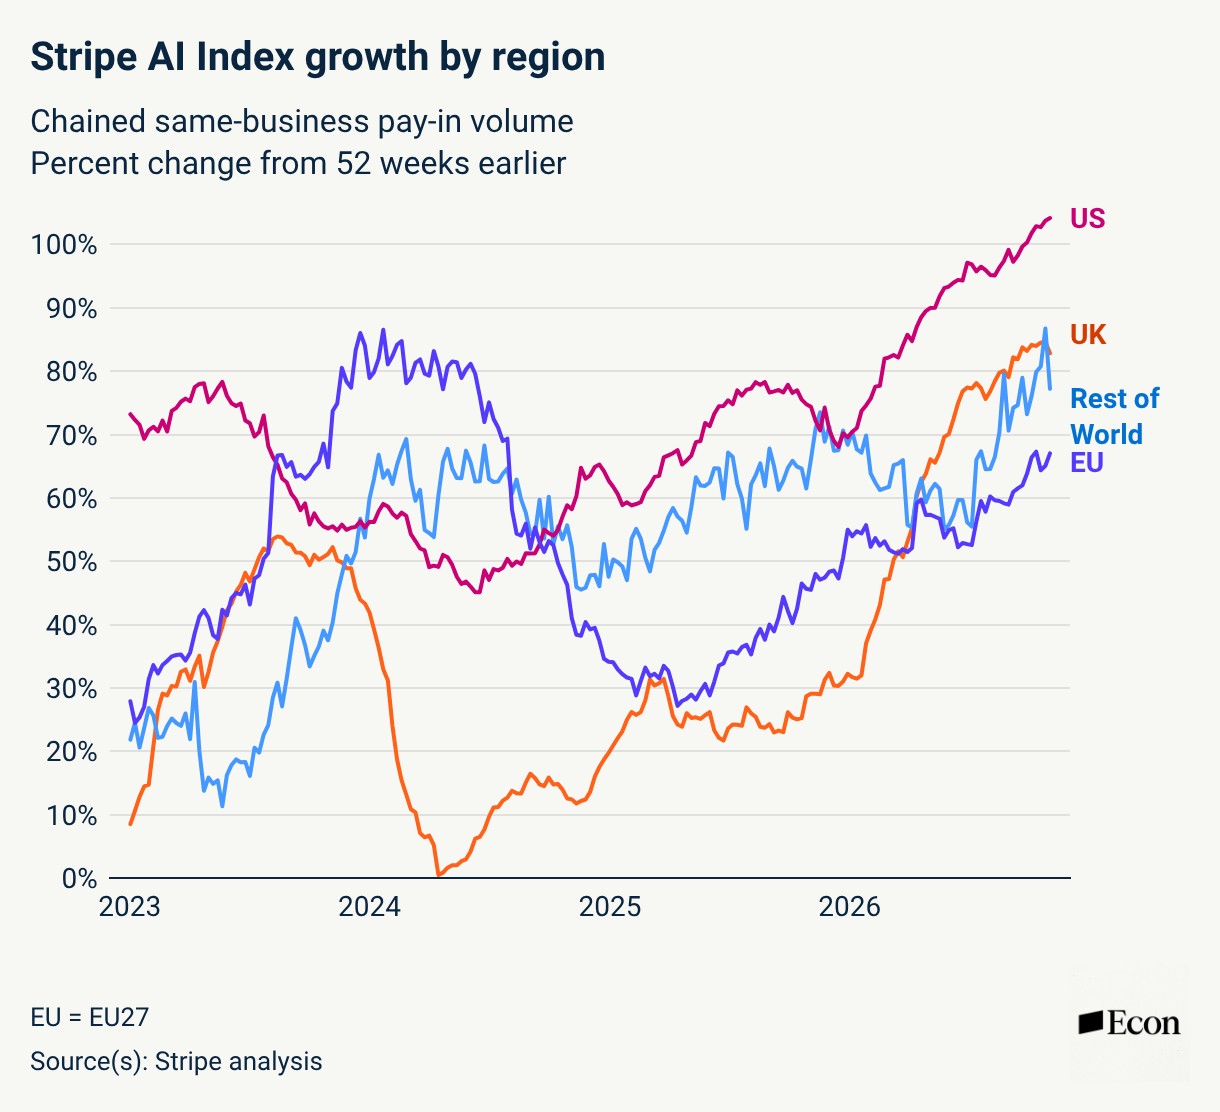 Stripe AI Index growth by region
Chained same-business pay-in volume
Percent change from 52 weeks earlier
US
100%
90%
UK
80%
Rest of
World
70%
EU
60%
50%
40%
30%
20%
10%
0%
2023 2024 2025 2026
EU = EU27
Econ
Source(s): Stripe analysis